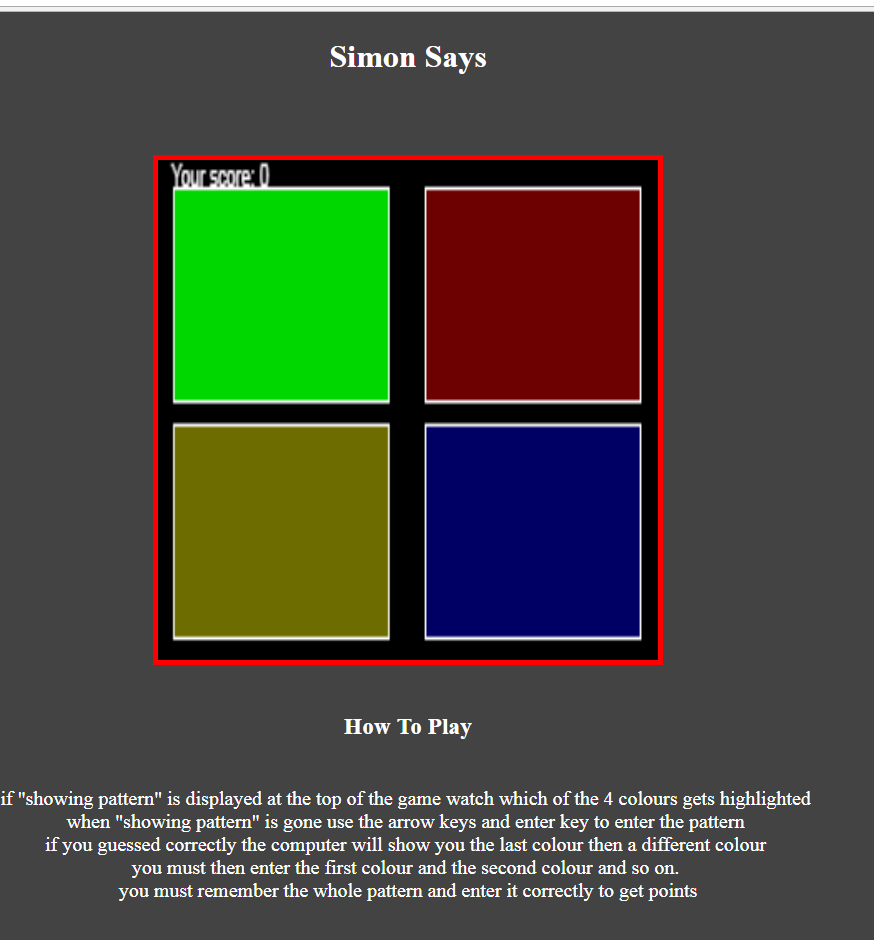 Simon Says
Your score: 0
How To Play
if "showing pattern" is displayed at the top of the game watch which of the 4 colours gets highlighted
when "showing pattern" is gone use the arrow keys and enter key to enter the pattern
if you guessed correctly the computer will show you the last colour then a different colour
you must then enter the first colour and the second colour and so on.
you must remember the whole pattern and enter it correctly to get points